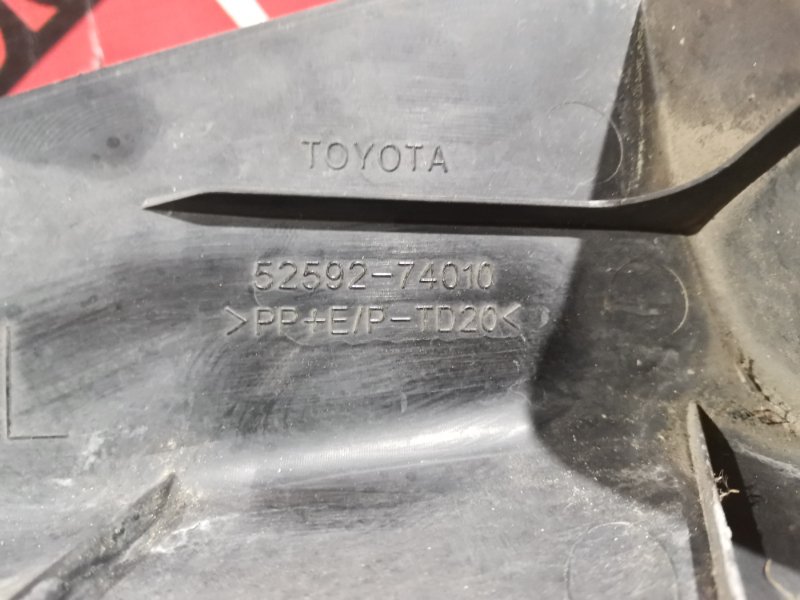 TOYOTA
52592-74010
>PP+E/P-TD20<
L